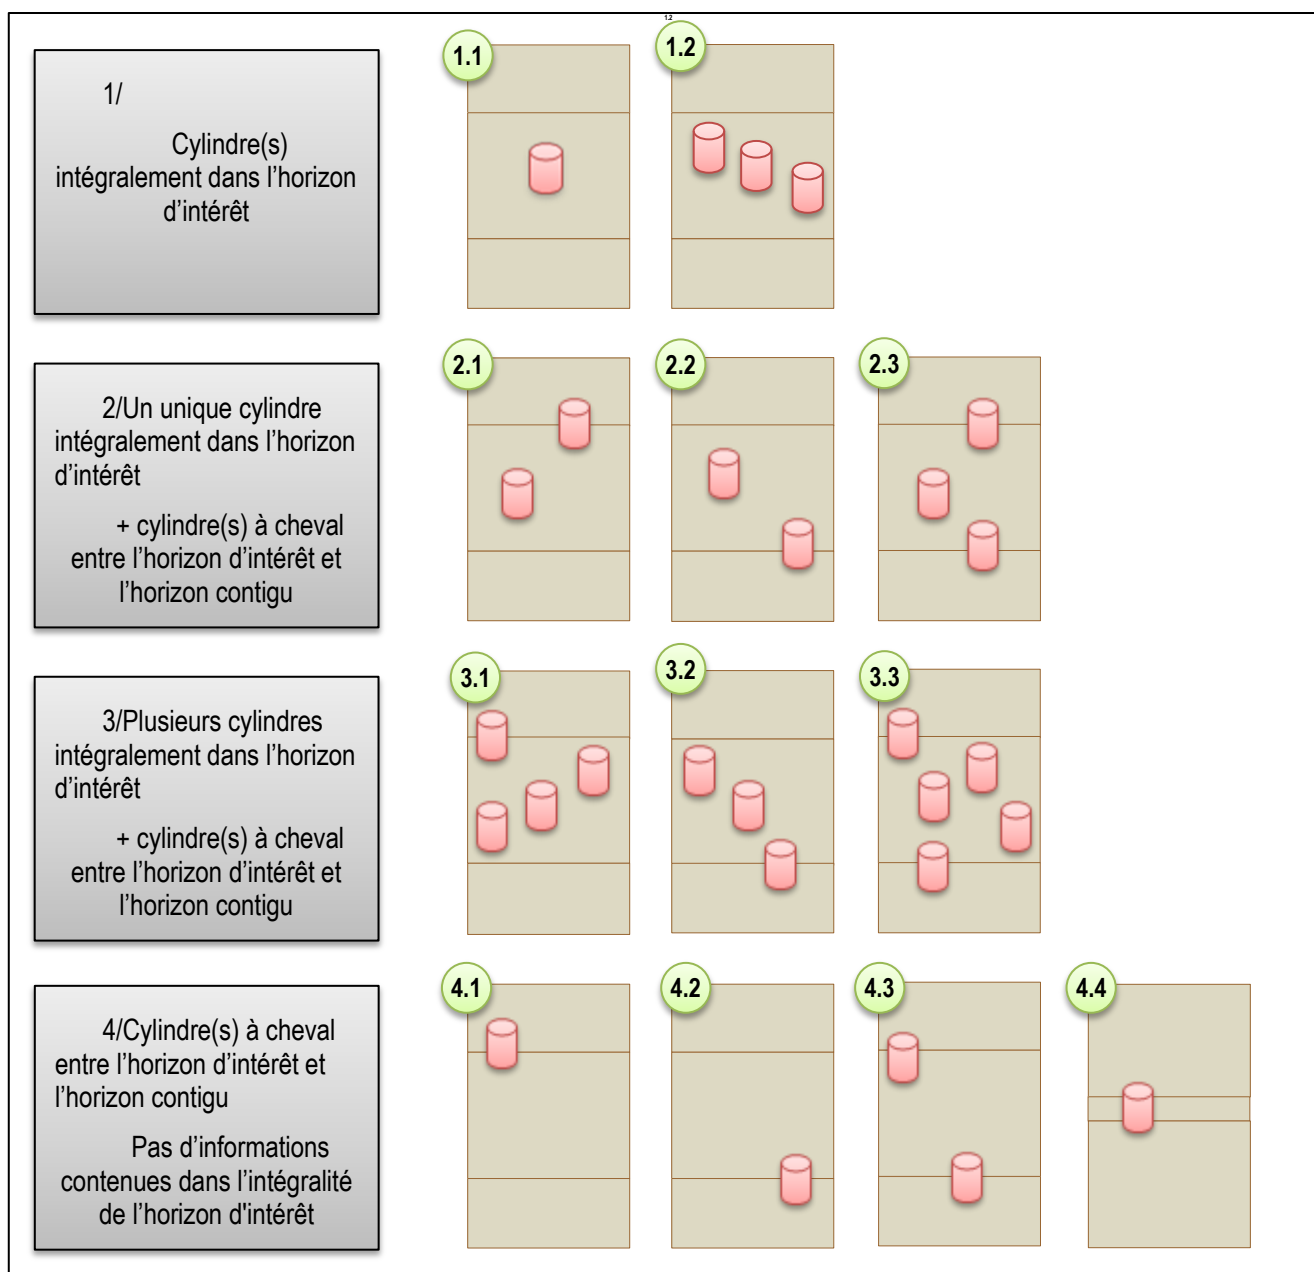 1.2
1/
Cylindre(s)
intégralement dans l’horizon
d’intérêt
1.1
1.2
2/Un unique cylindre
intégralement dans l’horizon
d’intérêt
+ cylindre(s) à cheval
entre l’horizon d’intérêt et
l’horizon contigu
2.1
2.2
2.3
3/Plusieurs cylindres
intégralement dans l’horizon
d’intérêt
+ cylindre(s) à cheval
entre l’horizon d’intérêt et
l’horizon contigu
3.1
3.2
3.3
4/Cylindre(s) à cheval
entre l’horizon d’intérêt et
l’horizon contigu
Pas d’informations
contenues dans l’intégralité
de l’horizon d'intérêt
4.1
4.2
4.3
4.4